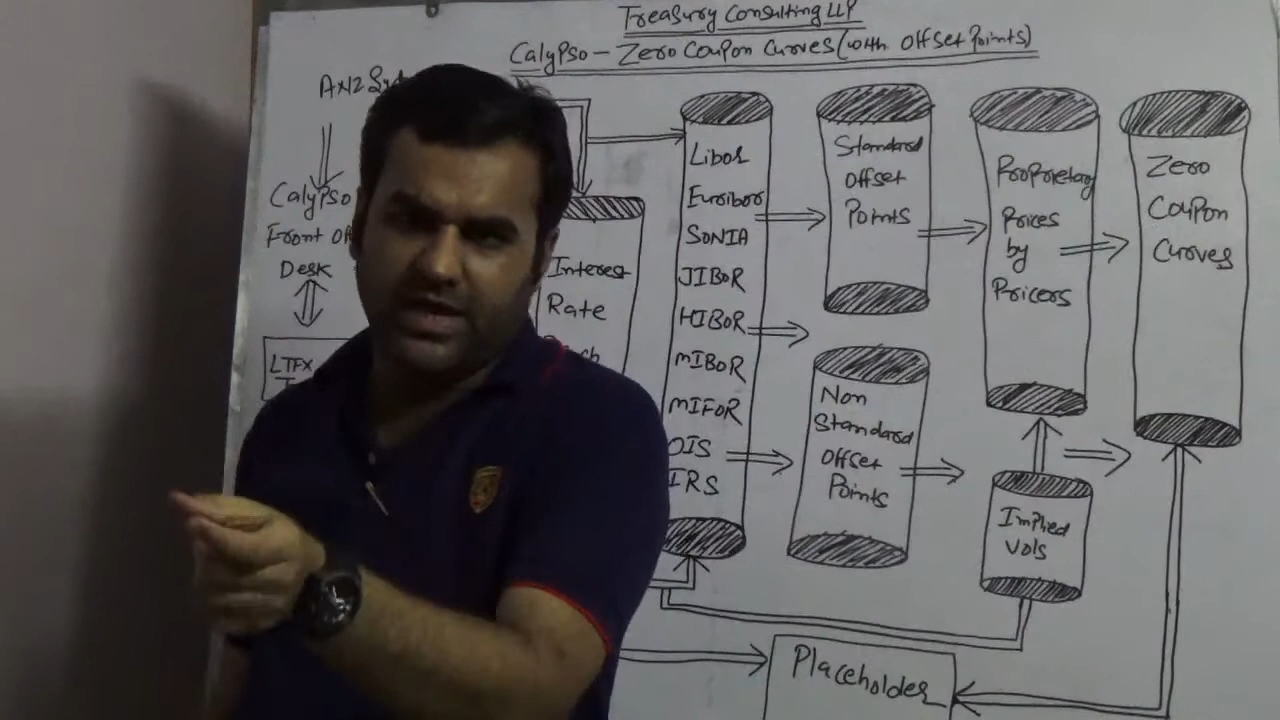 Treasury Consulting LLP
Calypso – Zero Coupon Curves (with Offset Points)
Calypso
Front
Desk
LTFX
Interest
Rate
Libor
Euribor
SONIA
JIBOR
HIBOR
MIBOR
MIFOR
OIS
IRS
Standard
Offset
Points
Non
Standard
Offset
Points
Proprietary
Prices
by
Pricers
Implied
Vols
Zero
Coupon
Curves
Placeholder